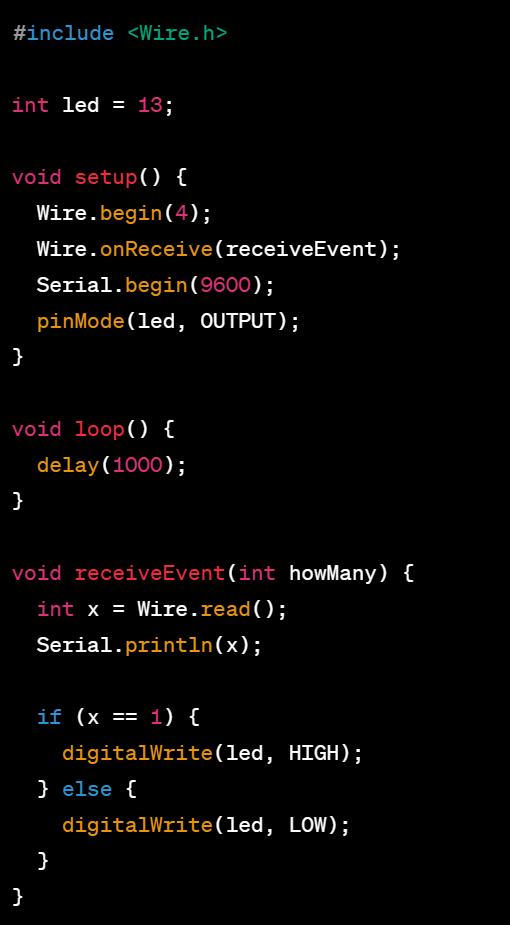 #include <Wire.h>
int led = 13;
void setup() {
  Wire.begin(4);
  Wire.onReceive(receiveEvent);
  Serial.begin(9600);
  pinMode(led, OUTPUT);
}
void loop() {
  delay(1000);
}
void receiveEvent(int howMany) {
  int x = Wire.read();
  Serial.println(x);
  if (x == 1) {
    digitalWrite(led, HIGH);
  } else {
    digitalWrite(led, LOW);
  }
}